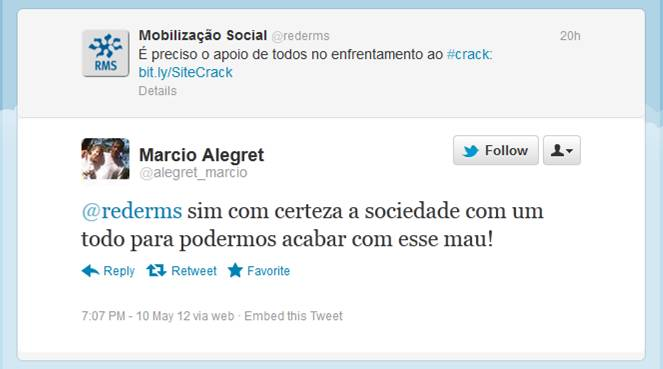 Mobilização Social @rederms 20h
É preciso o apoio de todos no enfrentamento ao #crack:
bit.ly/SiteCrack
RMS
Details
Marcio Alegret
@alegret_marcio
Follow
@rederms sim com certeza a sociedade com um
todo para podermos acabar com esse mau!
Reply Retweet Favorite
7:07 PM - 10 May 12 via web · Embed this Tweet